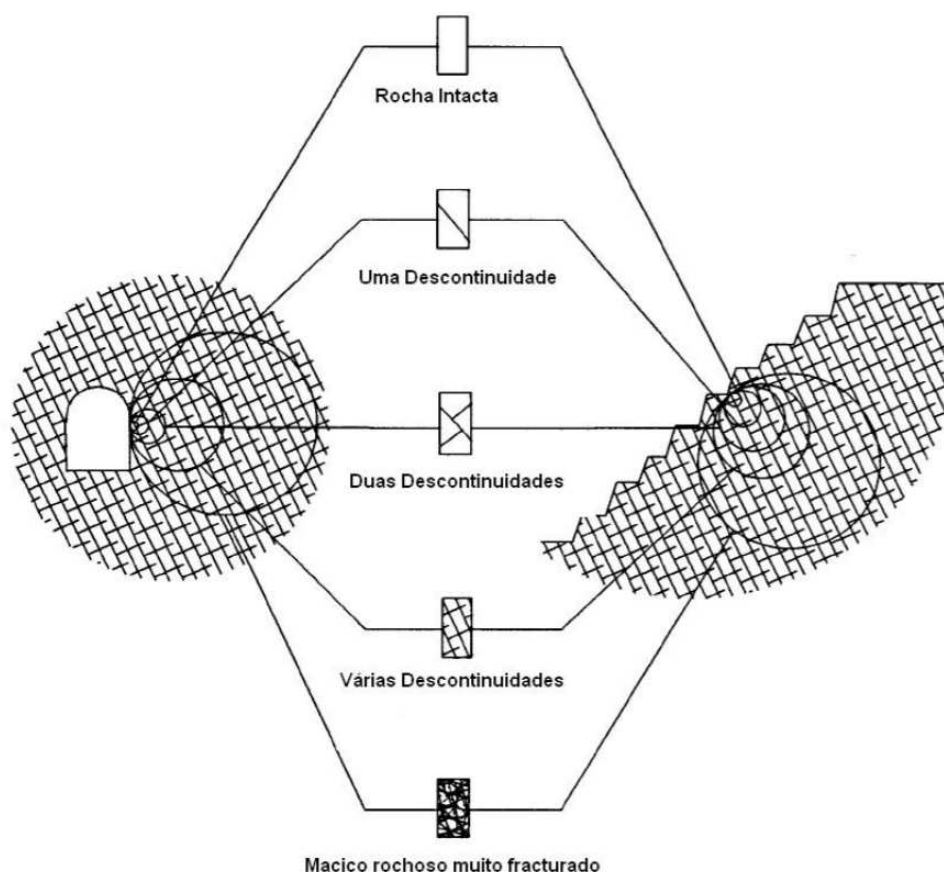 Rocha Intacta
Uma Descontinuidade
Duas Descontinuidades
Várias Descontinuidades
Macico rochoso muito fracturado